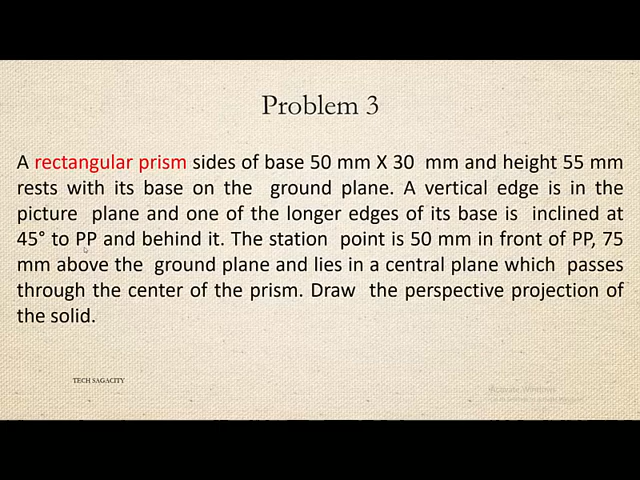 Problem 3
A rectangular prism sides of base 50 mm X 30 mm and height 55 mm
rests with its base on the ground plane. A vertical edge is in the
picture plane and one of the longer edges of its base is inclined at
45° to PP and behind it. The station point is 50 mm in front of PP, 75
mm above the ground plane and lies in a central plane which passes
through the center of the prism. Draw the perspective projection of
the solid.
TECH SAGACITY
Activate Windows